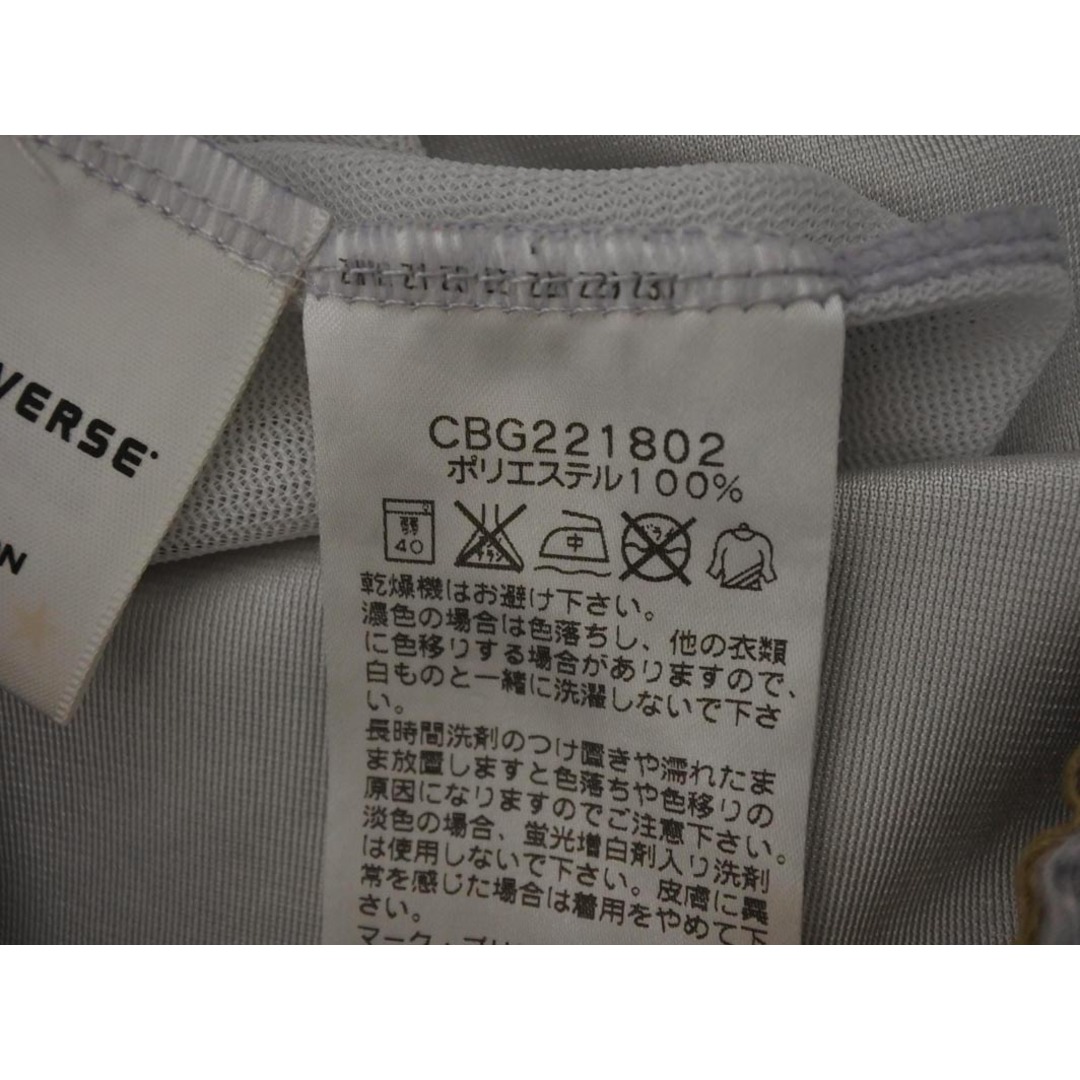 VERSE
ON
CBG221802
ポリエステル100%
弱
40
中
乾燥機はお避け下さい。
濃色の場合は色落ちし、他の衣類
に色移りする場合がありますので、
白ものと一緒に洗濯しないで下さ
い。
長時間洗剤のつけ置きや濡れたま
ま放置しますと色落ちや色移りの
原因になりますのでご注意下さい。
淡色の場合、蛍光増白剤入り洗剤
は使用しないで下さい。皮膚に異
常を感じた場合は着用をやめて下
さい。
マーク・プリ